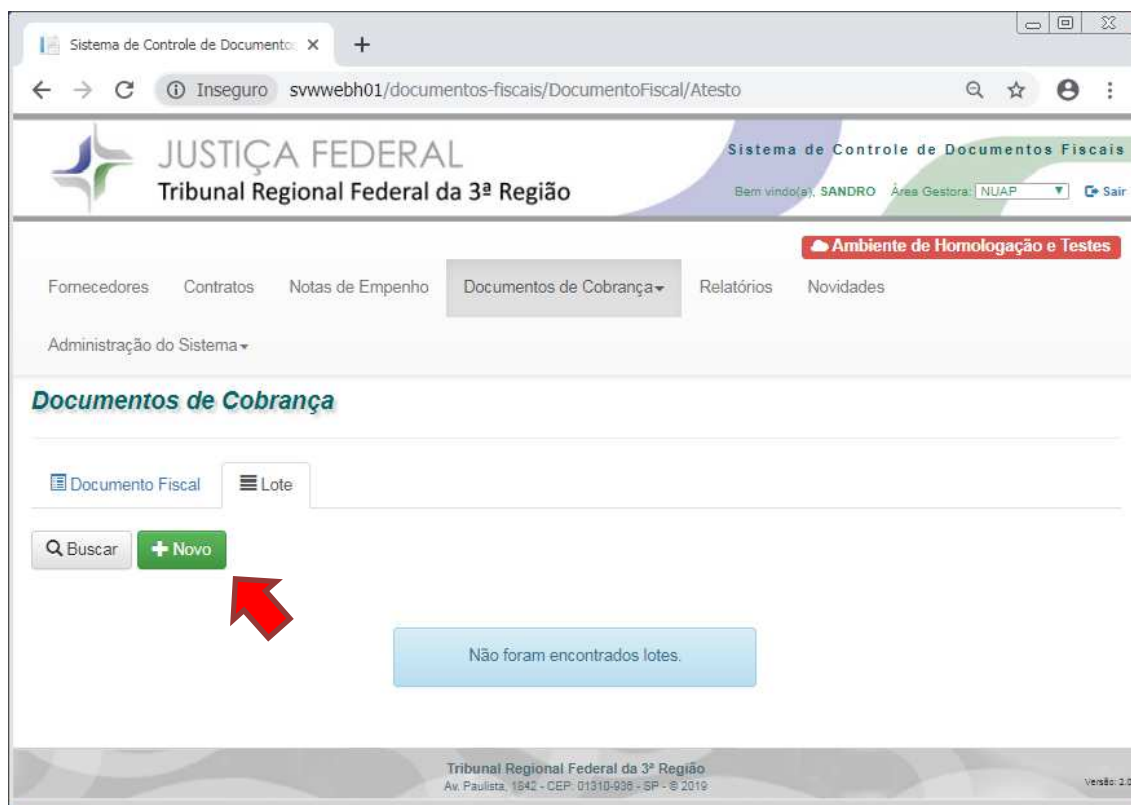 Sistema de Controle de Documento
Inseguro svwwebh01/documentos-fiscais/DocumentoFiscal/Atesto
JUSTIÇA FEDERAL
Tribunal Regional Federal da 3ª Região
Sistema de Controle de Documentos Fiscais
Bem vindo(a), SANDRO Área Gestora: NUAP Sair
Ambiente de Homologação e Testes
Fornecedores Contratos Notas de Empenho Documentos de Cobrança Relatórios Novidades
Administração do Sistema
Documentos de Cobrança
Documento Fiscal Lote
Buscar Novo
Não foram encontrados lotes.
Tribunal Regional Federal da 3ª Região
Av. Paulista, 1842 - CEP: 01310-936 - SP - © 2019
Versão: 2.0